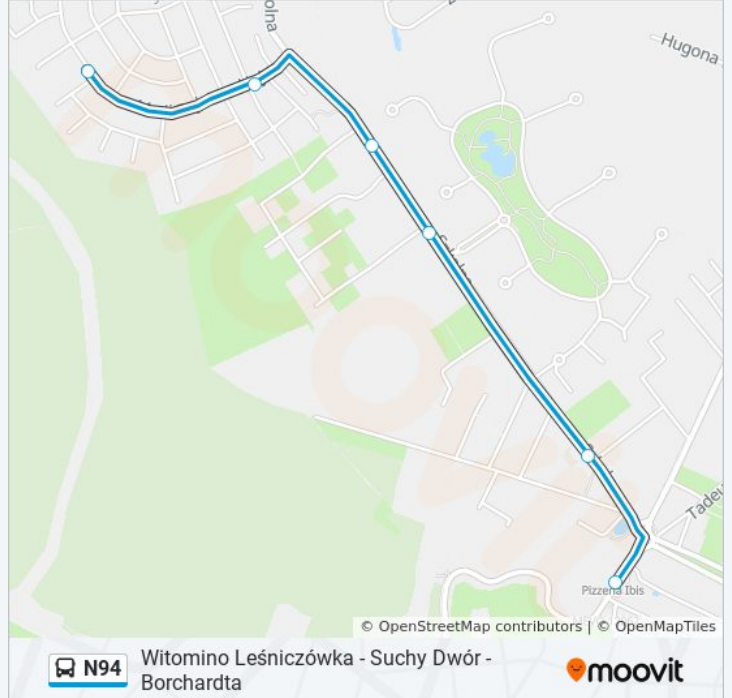 olna
Hugona
Tadeu
Pizzeria Ibis
© OpenStreetMap contributors | © OpenMapTiles
N94
Witomino Leśniczówka - Suchy Dwór -
Borchardta
moovit